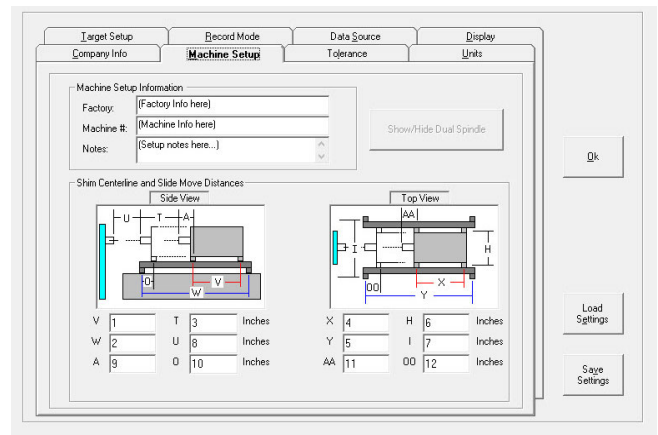 Target Setup Record Mode Data Source Display
Company Info Machine Setup Tolerance Units
Machine Setup Information
Factory: (Factory Info here)
Machine #: (Machine Info here)
Notes: (Setup notes here...)
Show/Hide Dual Spindle
Ok
Shim Centerline and Slide Move Distances
Side View
U T A
O V
W
Top View
AA
I H
OO X
Y
V 1 T 3 Inches
W 2 U 8 Inches
A 9 O 10 Inches
X 4 H 6 Inches
Y 5 I 7 Inches
AA 11 OO 12 Inches
Load
Settings
Save
Settings